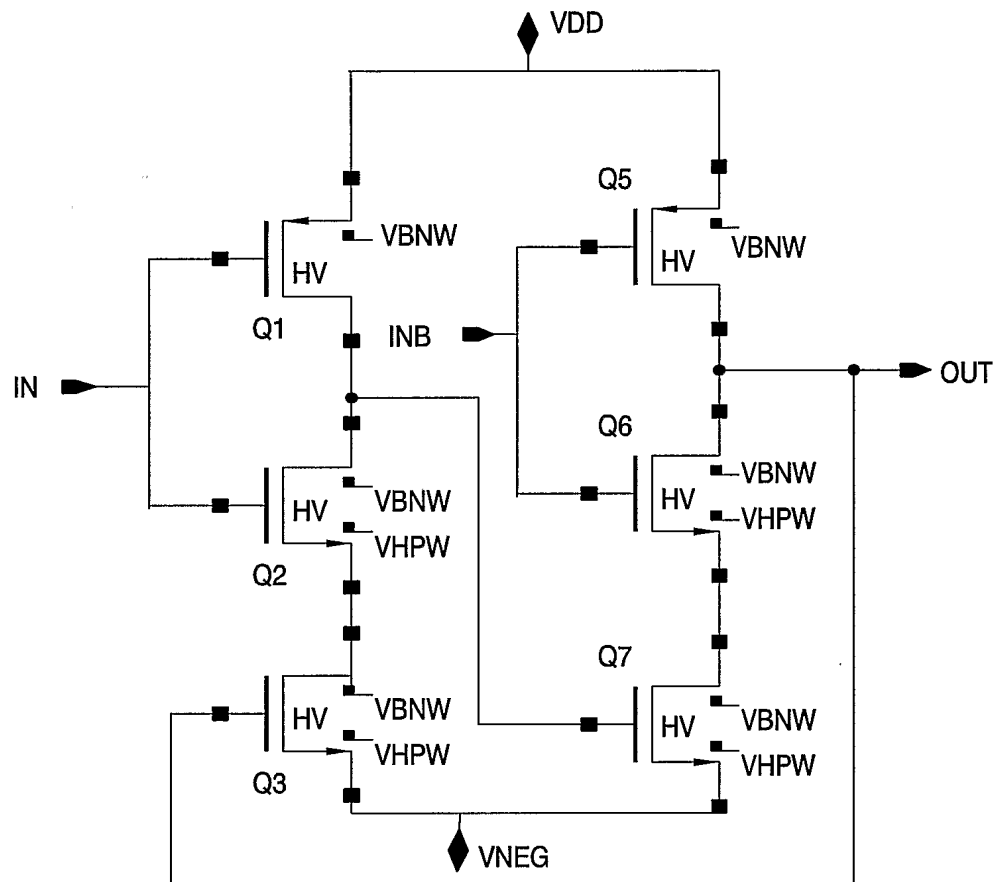 VDD
Q5
VBNW
VBNW
HV
HV
Q1
INB
IN
OUT
Q6
VBNW
VBNW
HV
HV
VHPW
VHPW
Q2
Q7
VBNW
VBNW
HV
HV
VHPW
VHPW
Q3
VNEG